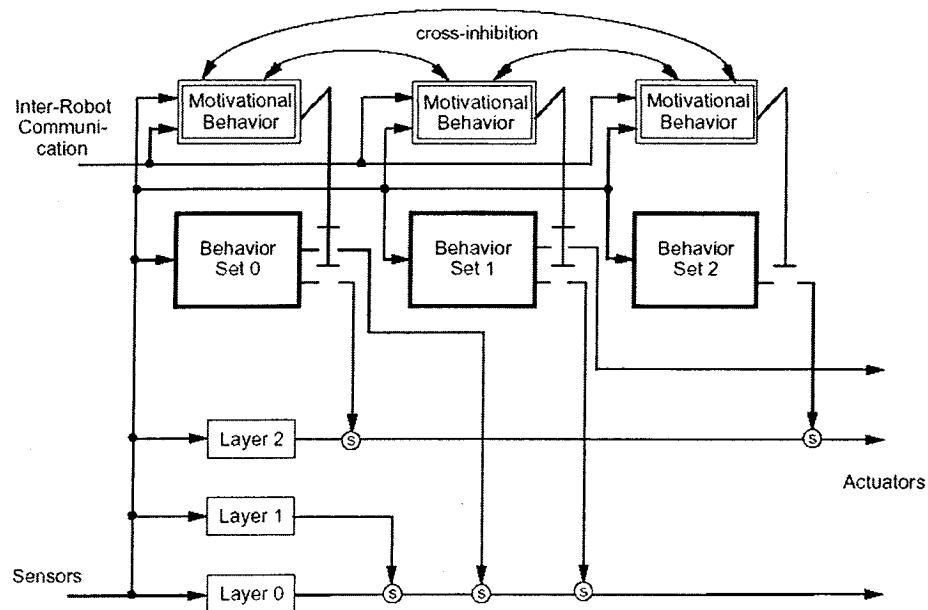 cross-inhibition
Inter-Robot
Communi-
cation
Motivational
Behavior
Motivational
Behavior
Motivational
Behavior
Behavior
Set 0
Behavior
Set 1
Behavior
Set 2
Layer 2
s
s
Actuators
Layer 1
Sensors
Layer 0
s
s
s